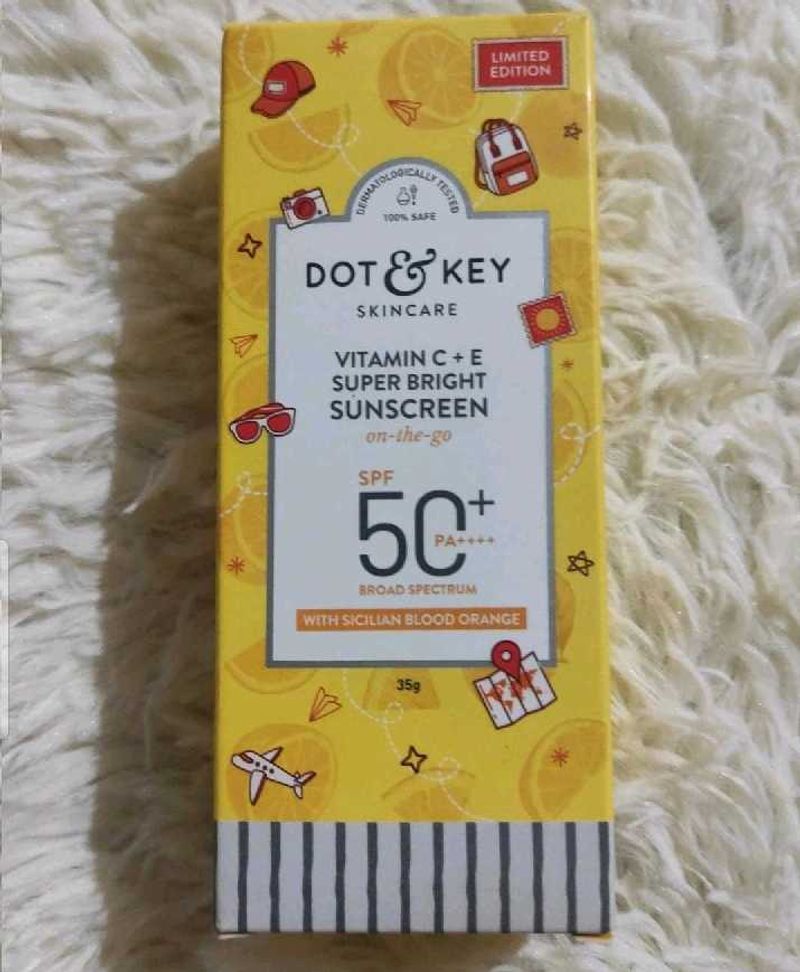 LIMITED
EDITION
DERMATOLOGICALLY TESTED
100% SAFE
DOT & KEY
SKINCARE
VITAMIN C + E
SUPER BRIGHT
SUNSCREEN
on-the-go
SPF
50+
PA++++
BROAD SPECTRUM
WITH SICILIAN BLOOD ORANGE
35g